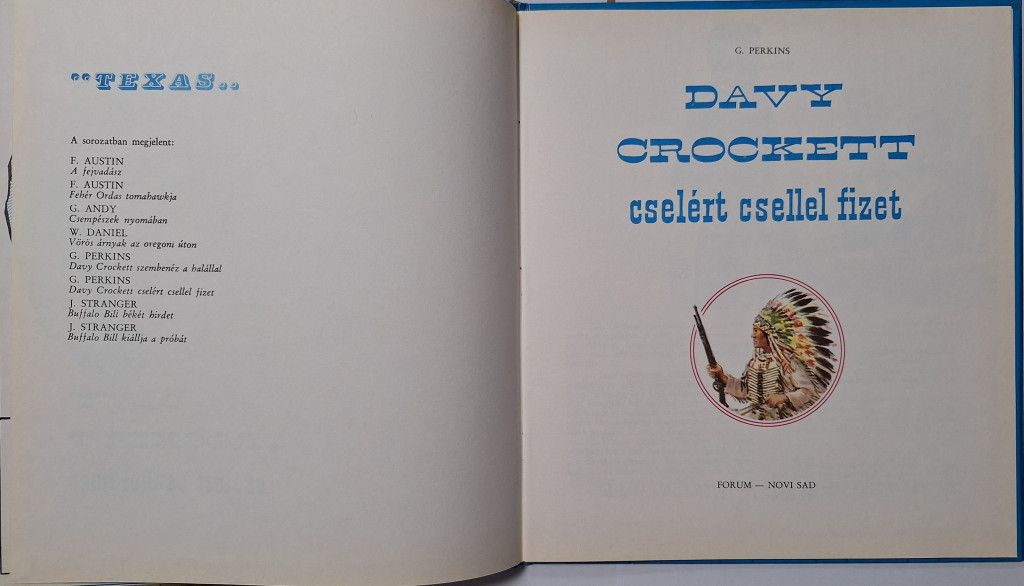 "TEXAS..
A sorozatban megjelent:
F. AUSTIN
A fejvadász
F. AUSTIN
Fehér Ordas tomahawkja
G. ANDY
Csempészek nyomában
W. DANIEL
Vörös árnyak az oregoni úton
G. PERKINS
Davy Crockett szembenéz a halállal
G. PERKINS
Davy Crockett cselért csellel fizet
J. STRANGER
Buffalo Bili békét hirdet
J. STRANGER
Buffalo Bill kiállja a próbát
G. PERKINS
DAVY
CROCKETT
cselért csellel fizet
FORUM — NOVI SAD